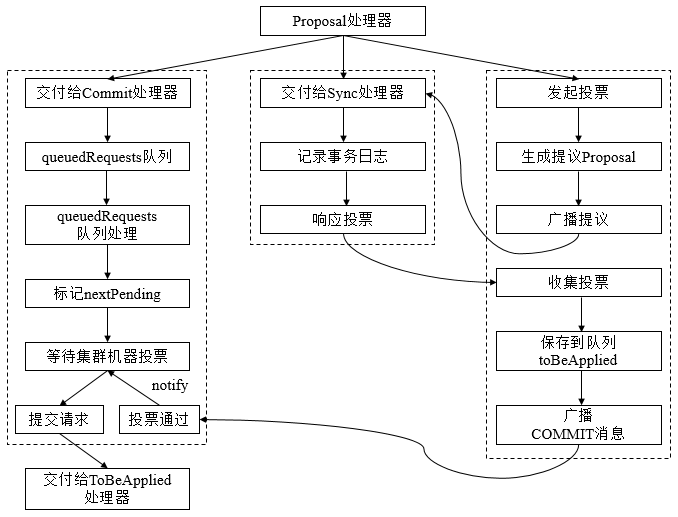 Proposal处理器
交付给Commit处理器
queuedRequests队列
queuedRequests
队列处理
标记nextPending
等待集群机器投票
notify
提交请求
投票通过
交付给ToBeApplied
处理器
交付给Sync处理器
记录事务日志
响应投票
发起投票
生成提议Proposal
广播提议
收集投票
保存到队列
toBeApplied
广播
COMMIT消息